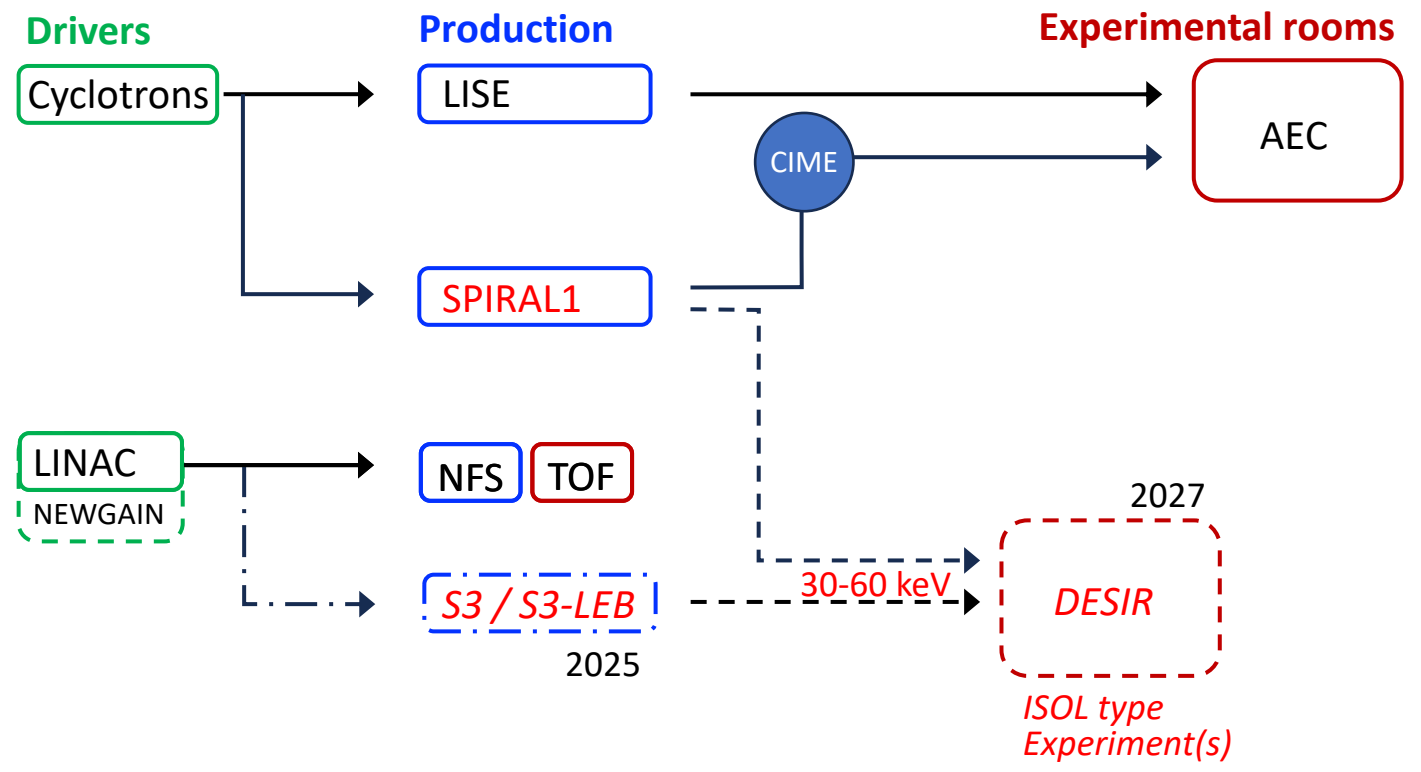 Drivers
Production
Experimental rooms
Cyclotrons
LISE
AEC
CIME
SPIRAL1
LINAC
NEWGAIN
NFS
TOF
2027
S3 / S3-LEB
30-60 keV
DESIR
2025
ISOL type
Experiment(s)